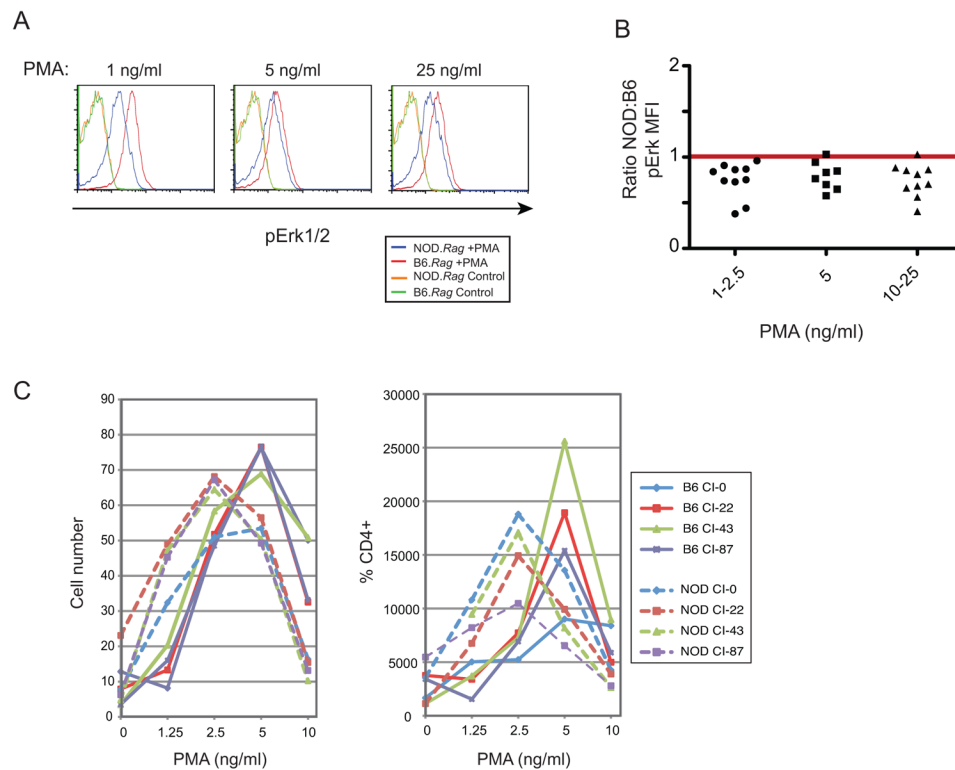 A
PMA: 1 ng/ml 5 ng/ml 25 ng/ml
pErk1/2
NOD.Rag +PMA
B6.Rag +PMA
NOD.Rag Control
B6.Rag Control
B
Ratio NOD:B6
pErk MFI
2
1
0
1-2.5
5
10-25
PMA (ng/ml)
C
Cell number
90
80
70
60
50
40
30
20
10
0
0 1.25 2.5 5 10
PMA (ng/ml)
% CD4+
30000
25000
20000
15000
10000
5000
0
0 1.25 2.5 5 10
PMA (ng/ml)
B6 CI-0
B6 CI-22
B6 CI-43
B6 CI-87
NOD CI-0
NOD CI-22
NOD CI-43
NOD CI-87